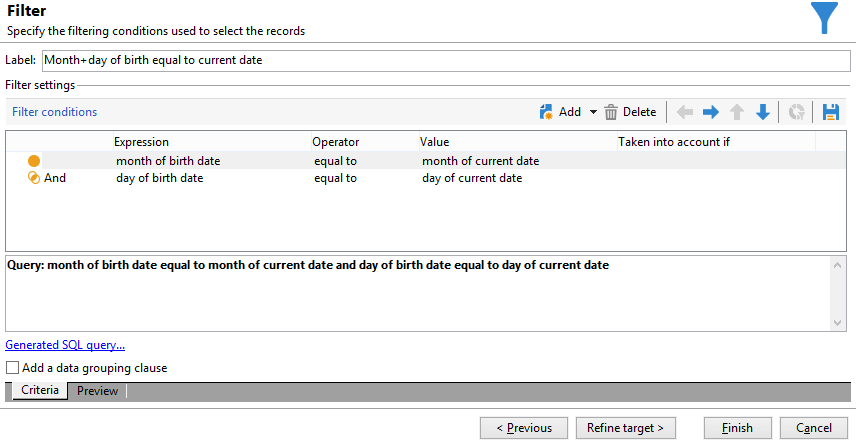 Filter
Specify the filtering conditions used to select the records
Label: Month+day of birth equal to current date
Filter settings
Filter conditions Add Delete
Expression Operator Value Taken into account if
month of birth date equal to month of current date
And day of birth date equal to day of current date
Query: month of birth date equal to month of current date and day of birth date equal to day of current date
Generated SQL query...
Add a data grouping clause
Criteria Preview
< Previous Refine target > Finish Cancel